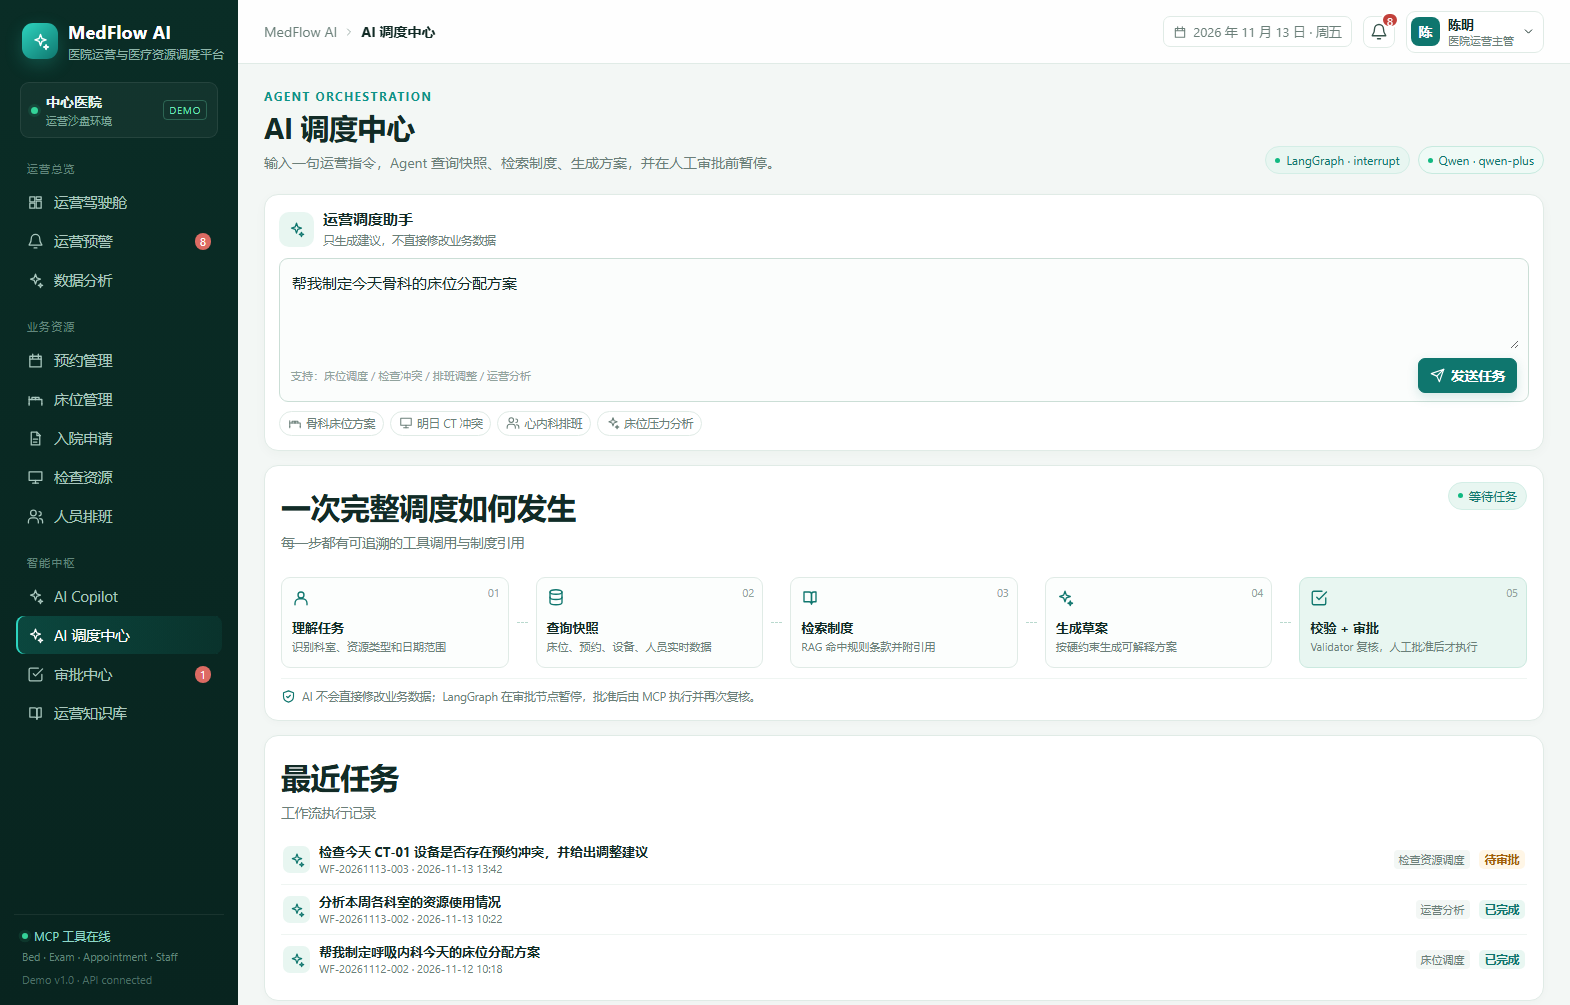 MedFlow AI
医院运营与医疗资源调度平台
中心医院
运营沙盘环境
DEMO
运营总览
运营驾驶舱
运营预警
8
数据分析
业务资源
预约管理
床位管理
入院申请
检查资源
人员排班
智能中枢
AI Copilot
AI 调度中心
审批中心
1
运营知识库
MCP 工具在线
Bed · Exam · Appointment · Staff
Demo v1.0 · API connected
MedFlow AI › AI 调度中心
2026 年 11 月 13 日 · 周五
8
陈
陈明
医院运营主管
AGENT ORCHESTRATION
AI 调度中心
输入一句运营指令，Agent 查询快照、检索制度、生成方案，并在人工审批前暂停。
LangGraph · interrupt
Qwen · qwen-plus
运营调度助手
只生成建议，不直接修改业务数据
帮我制定今天骨科的床位分配方案
支持：床位调度 / 检查冲突 / 排班调整 / 运营分析
发送任务
骨科床位方案
明日 CT 冲突
心内科排班
床位压力分析
一次完整调度如何发生
每一步都有可追溯的工具调用与制度引用
等待任务
01
理解任务
识别科室、资源类型和日期范围
02
查询快照
床位、预约、设备、人员实时数据
03
检索制度
RAG 命中规则条款并附引用
04
生成草案
按硬约束生成可解释方案
05
校验 + 审批
Validator 复核，人工批准后才执行
AI 不会直接修改业务数据；LangGraph 在审批节点暂停，批准后由 MCP 执行并再次复核。
最近任务
工作流执行记录
检查今天 CT-01 设备是否存在预约冲突，并给出调整建议
WF-20261113-003 · 2026-11-13 13:42
检查资源调度
待审批
分析本周各科室的资源使用情况
WF-20261113-002 · 2026-11-13 10:22
运营分析
已完成
帮我制定呼吸内科今天的床位分配方案
WF-20261112-002 · 2026-11-12 10:18
床位调度
已完成